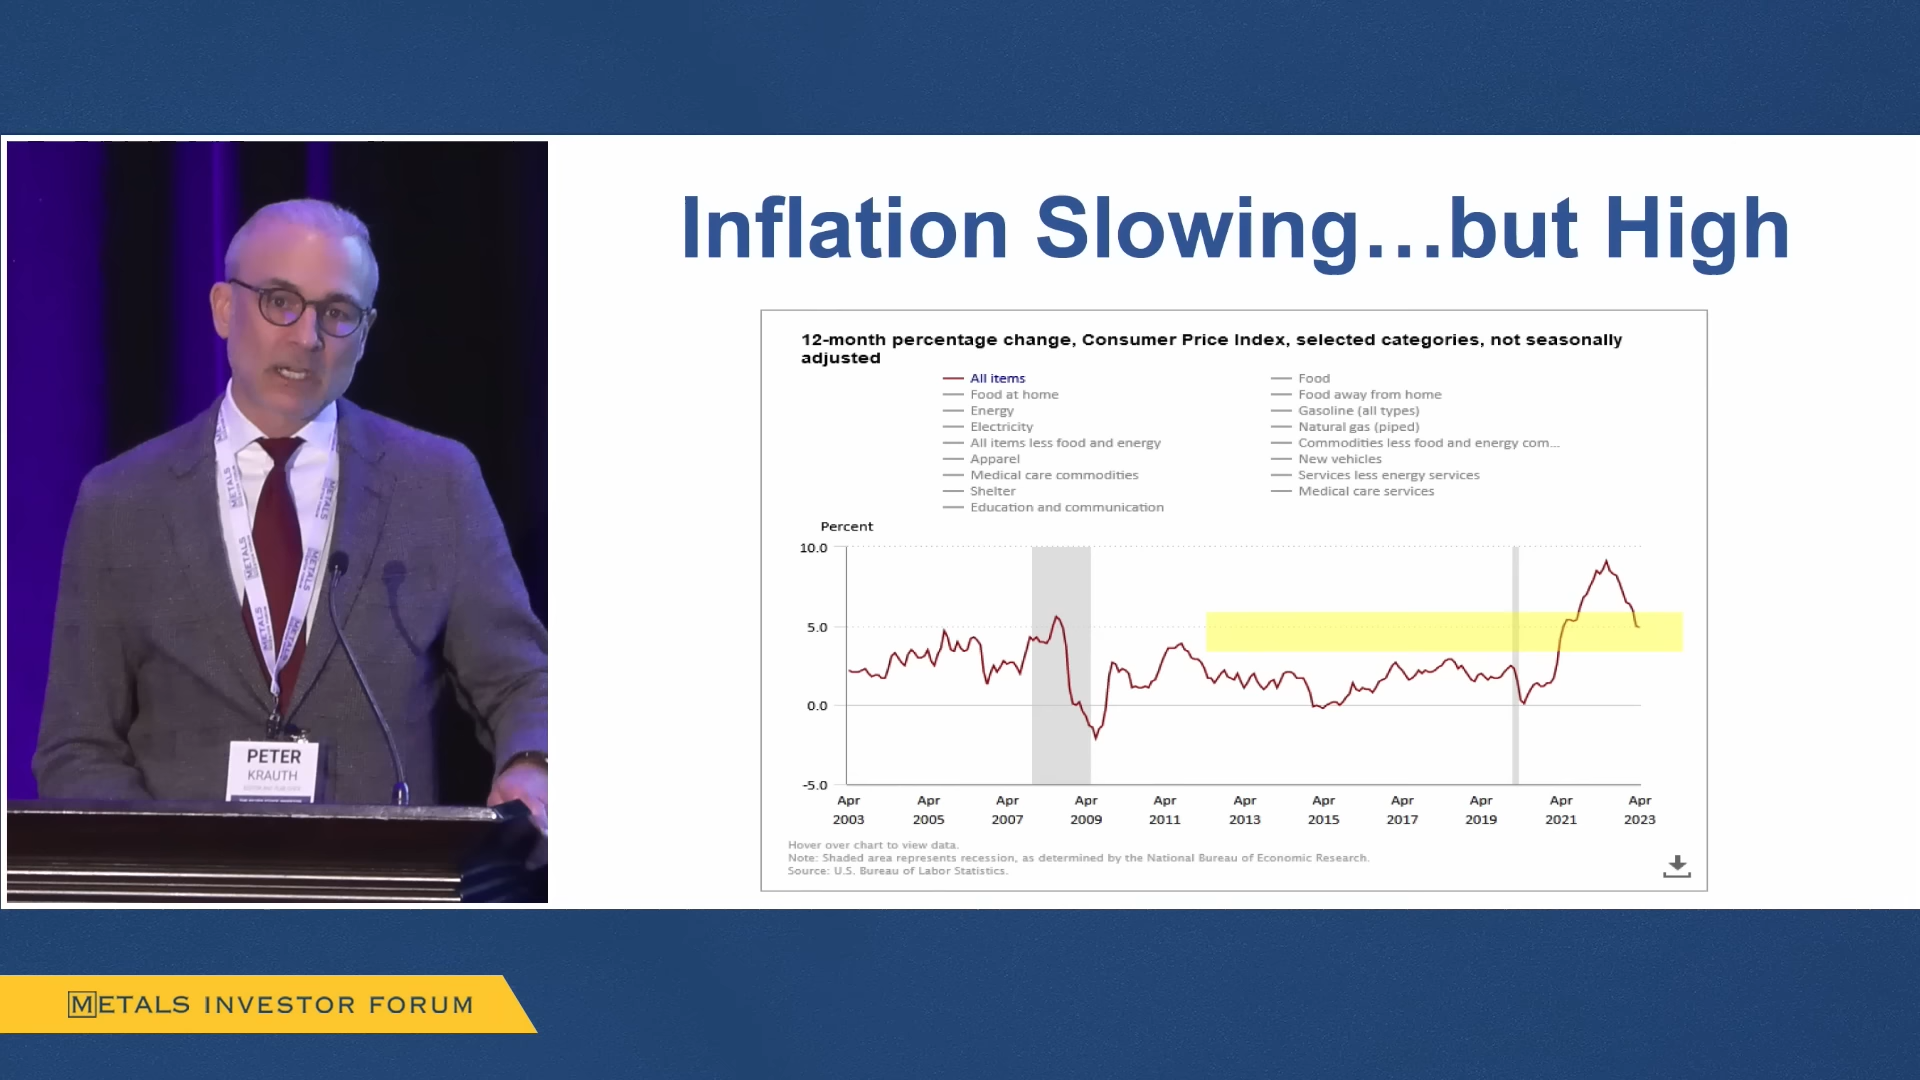 Inflation Slowing...but High
12-month percentage change, Consumer Price Index, selected categories, not seasonally
adjusted
All items
Food
Food at home
Food away from home
Energy
Gasoline (all types)
Electricity
Natural gas (piped)
All items less food and energy
Commodities less food and energy com...
Apparel
New vehicles
Medical care commodities
Services less energy services
Shelter
Medical care services
Education and communication
Percent
10.0
5.0
0.0
-5.0
Apr Apr Apr Apr Apr Apr Apr Apr Apr Apr Apr
2003 2005 2007 2009 2011 2013 2015 2017 2019 2021 2023
Hover over chart to view data.
Note: Shaded area represents recession, as determined by the National Bureau of Economic Research.
Source: U.S. Bureau of Labor Statistics.
METALS
METALS
METALS
METALS
METALS
PETER
KRAUTH
METALS INVESTOR FORUM